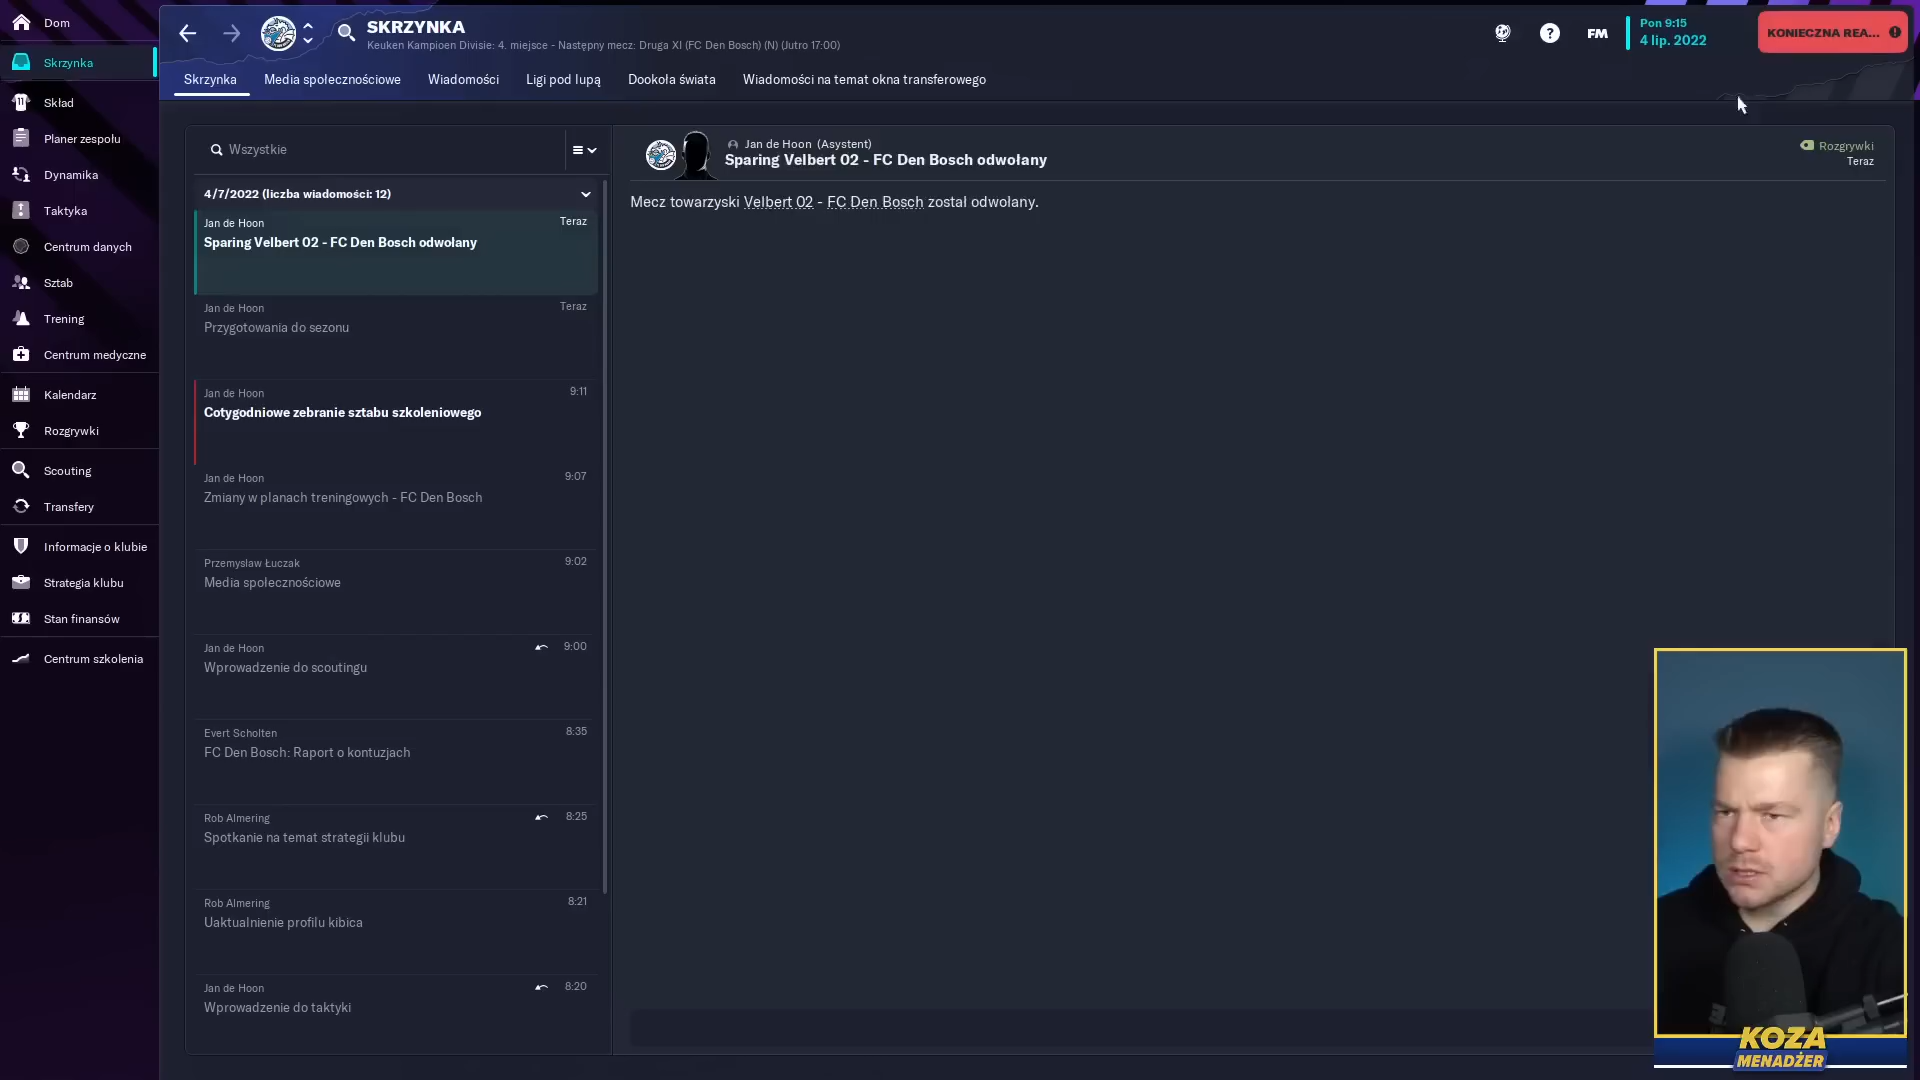 Dom
Skrzynka
Skład
Planer zespołu
Dynamika
Taktyka
Centrum danych
Sztab
Trening
Centrum medyczne
Kalendarz
Rozgrywki
Scouting
Transfery
Informacje o klubie
Strategia klubu
Stan finansów
Centrum szkolenia
SKRZYNKA
Keuken Kampioen Divisie: 4. miejsce - Następny mecz: Druga XI (FC Den Bosch) (N) (Jutro 17:00)
FM
Pon 9:15
4 lip. 2022
KONIECZNA REA...
Skrzynka
Media społecznościowe
Wiadomości
Ligi pod lupą
Dookoła świata
Wiadomości na temat okna transferowego
Wszystkie
4/7/2022 (liczba wiadomości: 12)
Jan de Hoon Teraz
Sparing Velbert 02 - FC Den Bosch odwołany
Jan de Hoon Teraz
Przygotowania do sezonu
Jan de Hoon 9:11
Cotygodniowe zebranie sztabu szkoleniowego
Jan de Hoon 9:07
Zmiany w planach treningowych - FC Den Bosch
Przemysław Łuczak 9:02
Media społecznościowe
Jan de Hoon 9:00
Wprowadzenie do scoutingu
Evert Scholten 8:35
FC Den Bosch: Raport o kontuzjach
Rob Almering 8:25
Spotkanie na temat strategii klubu
Rob Almering 8:21
Uaktualnienie profilu kibica
Jan de Hoon 8:20
Wprowadzenie do taktyki
Jan de Hoon (Asystent)
Sparing Velbert 02 - FC Den Bosch odwołany
Rozgrywki
Teraz
Mecz towarzyski Velbert 02 - FC Den Bosch został odwołany.
KOZA
MENADŻER